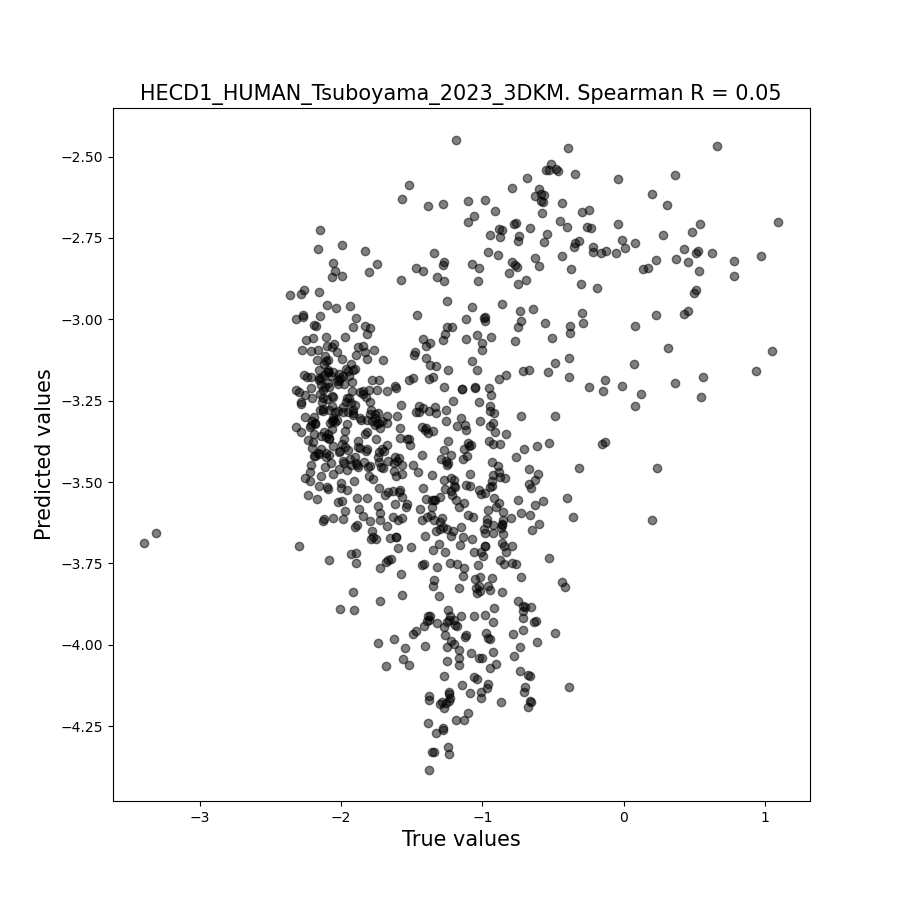 HECD1_HUMAN_Tsuboyama_2023_3DKM. Spearman R = 0.05
−2.50
−2.75
−3.00
−3.25
−3.50
−3.75
−4.00
−4.25
Predicted values
−3 −2 −1 0 1
True values